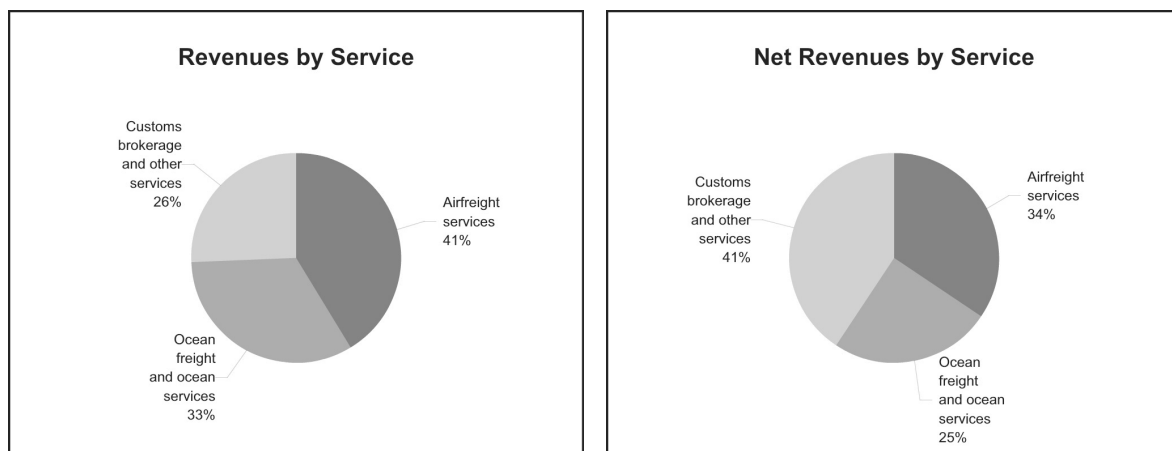 Revenues by Service
Customs
brokerage
and other
services
26%
Airfreight
services
41%
Ocean
freight
and ocean
services
33%
Net Revenues by Service
Customs
brokerage
and other
services
41%
Airfreight
services
34%
Ocean
freight
and ocean
services
25%